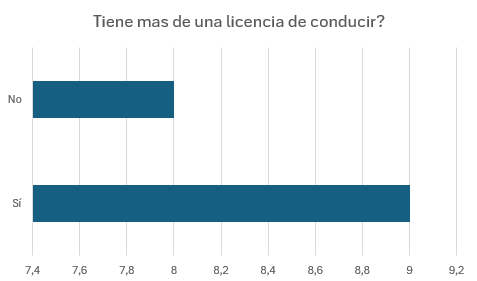 Tiene mas de una licencia de conducir?
No
Sí
7,4 7,6 7,8 8 8,2 8,4 8,6 8,8 9 9,2